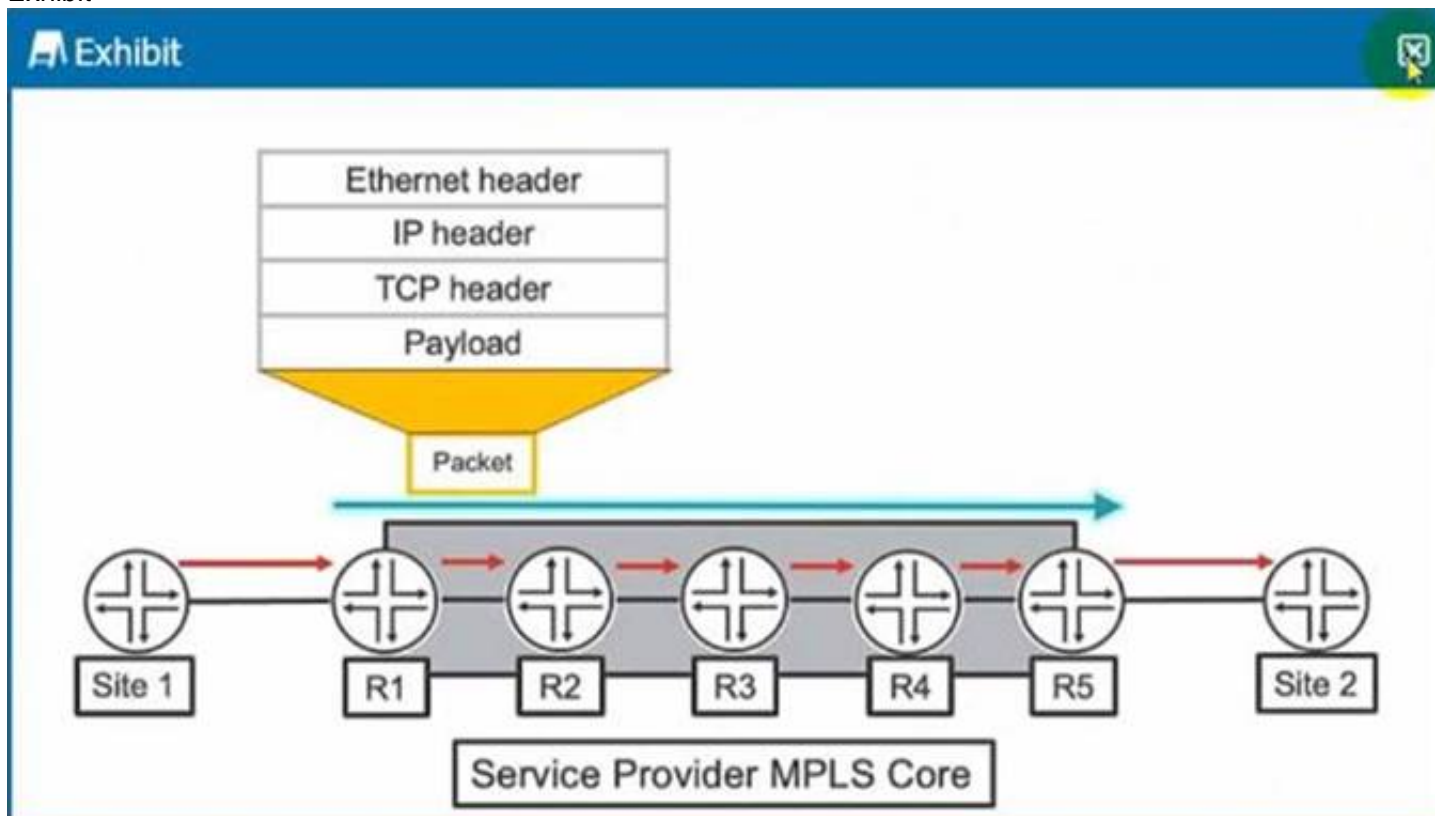 Exhibit
Exhibit
Ethernet header
IP header
TCP header
Payload
Packet
Site 1
R1
R2
R3
R4
R5
Site 2
Service Provider MPLS Core